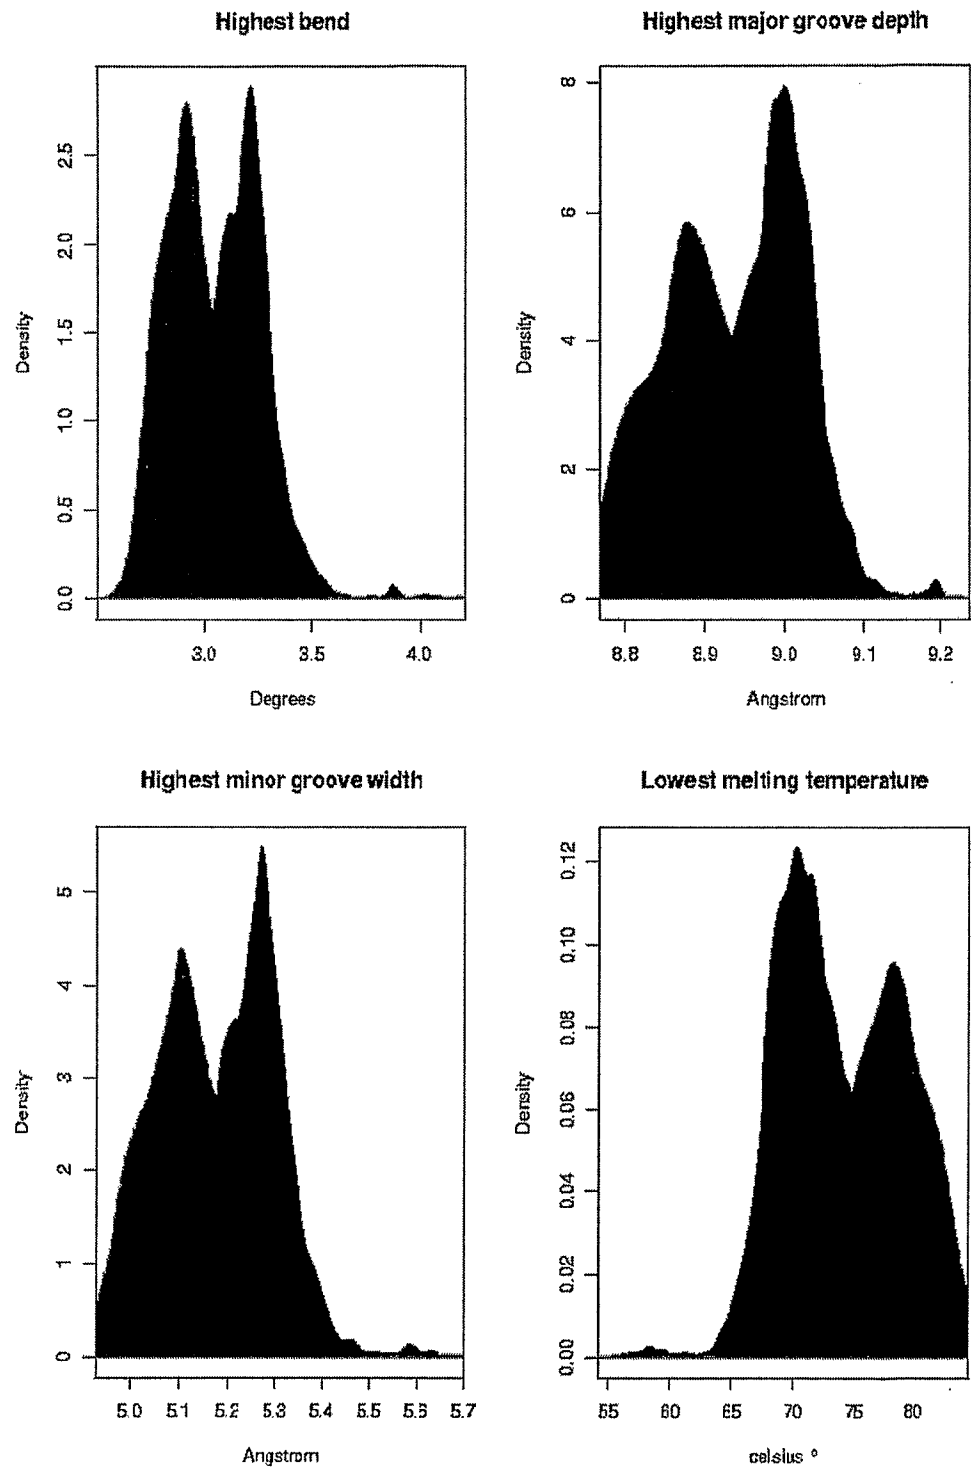 Highest bend
Density
0.0 0.5 1.0 1.5 2.0 2.5
3.0 3.5 4.0
Degrees
Highest major groove depth
Density
0 2 4 6 8
8.8 8.9 9.0 9.1 9.2
Angstrom
Highest minor groove width
Density
0 1 2 3 4 5
5.0 5.1 5.2 5.3 5.4 5.5 5.6 5.7
Angstrom
Lowest melting temperature
Density
0.00 0.02 0.04 0.06 0.08 0.10 0.12
55 60 65 70 75 80
celsius °